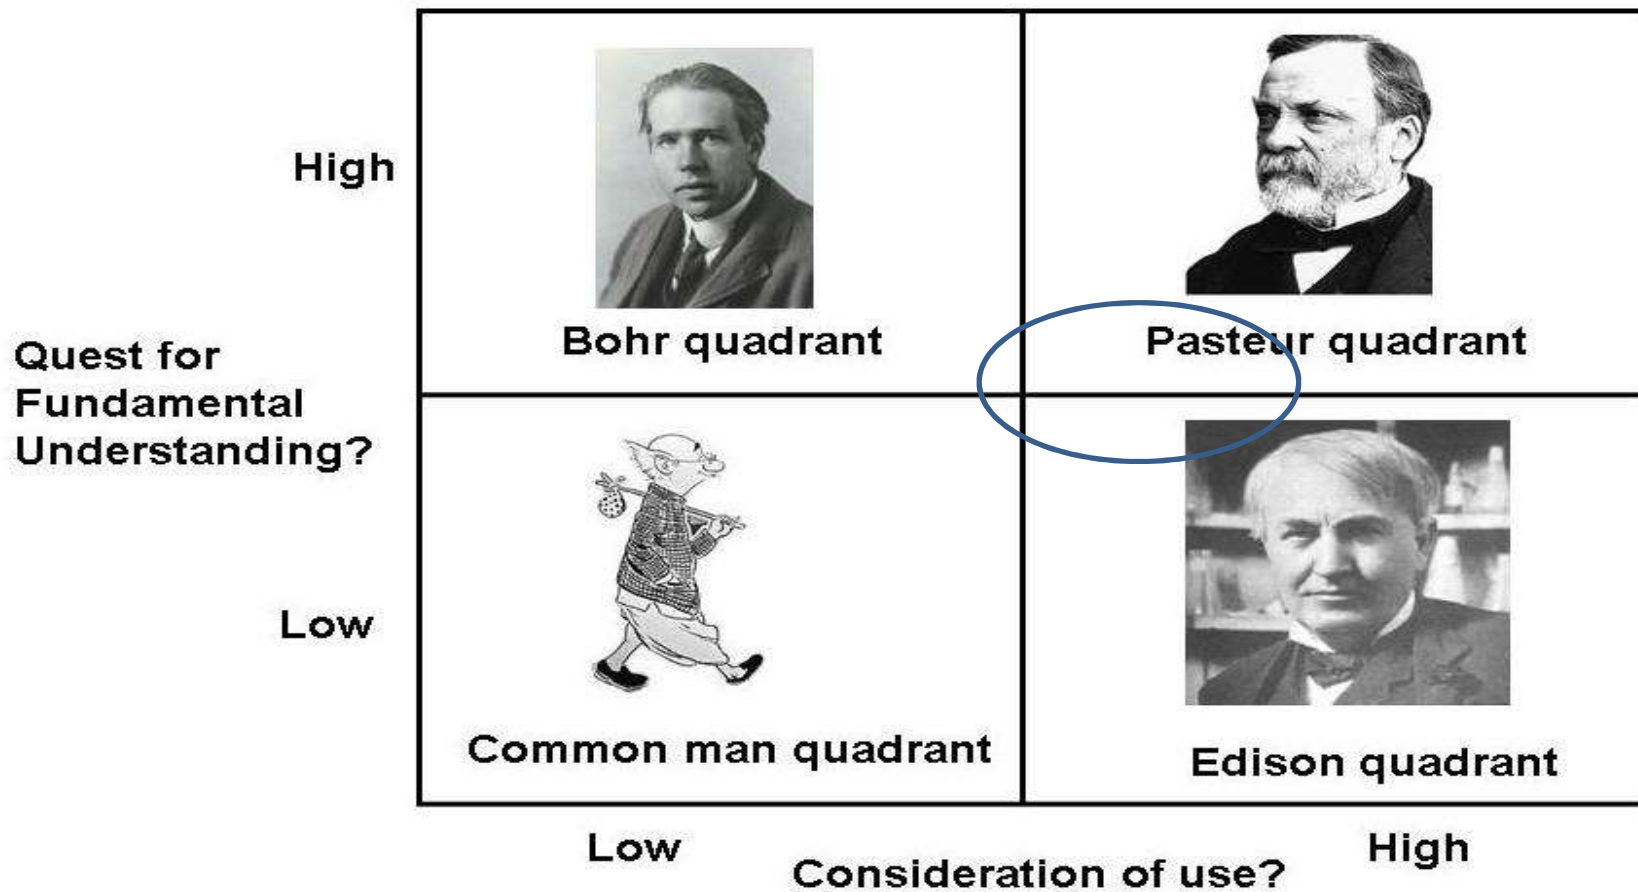 High
Bohr quadrant
Pasteur quadrant
Quest for
Fundamental
Understanding?
Low
Common man quadrant
Edison quadrant
Low
High
Consideration of use?